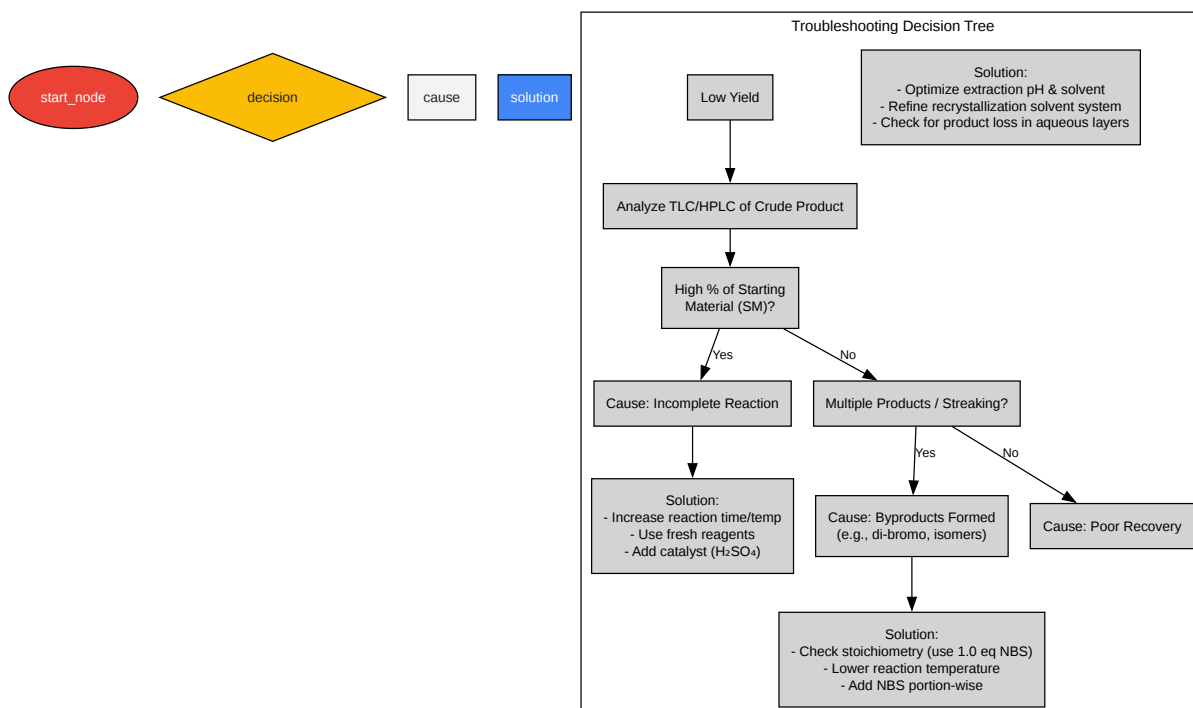 Troubleshooting Decision Tree
start_node
decision
cause
solution
Low Yield
Solution:
- Optimize extraction pH & solvent
- Refine recrystallization solvent system
- Check for product loss in aqueous layers
Analyze TLC/HPLC of Crude Product
High % of Starting
Material (SM)?
Yes
No
Cause: Incomplete Reaction
Multiple Products / Streaking?
Yes
No
Solution:
- Increase reaction time/temp
- Use fresh reagents
- Add catalyst (H₂SO₄)
Cause: Byproducts Formed
(e.g., di-bromo, isomers)
Cause: Poor Recovery
Solution:
- Check stoichiometry (use 1.0 eq NBS)
- Lower reaction temperature
- Add NBS portion-wise